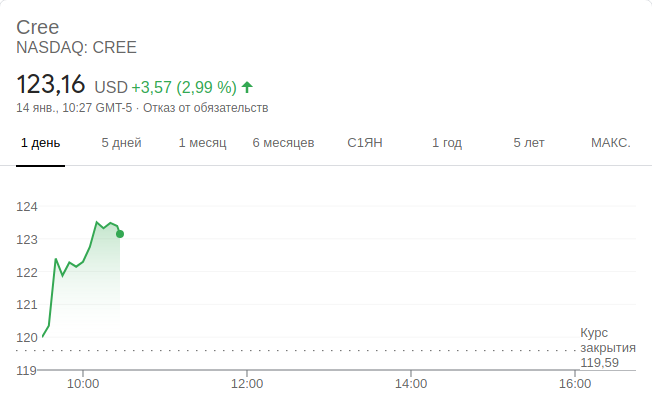 Cree
NASDAQ: CREE
123,16 USD +3,57 (2,99 %)
14 янв., 10:27 GMT-5 · Отказ от обязательств
1 день 5 дней 1 месяц 6 месяцев С1ЯН 1 год 5 лет МАКС.
124
123
122
121
120
119
Курс
закрытия
119,59
10:00 12:00 14:00 16:00